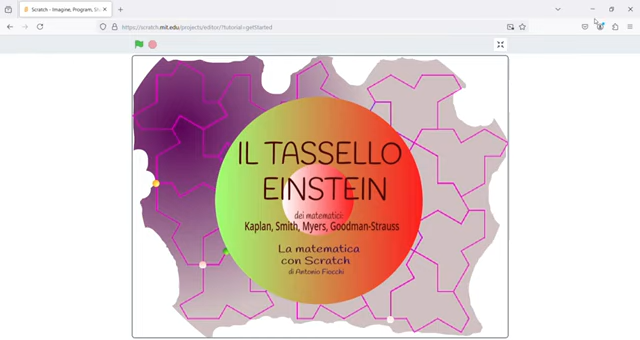 Scratch - Imagine, Program, S
https://scratch.mit.edu/projects/editor/?tutorial=getStarted
IL TASSELLO
EINSTEIN
dei matematici:
Kaplan, Smith, Myers, Goodman-Strauss
La matematica
con Scratch
di Antonio Fiocchi